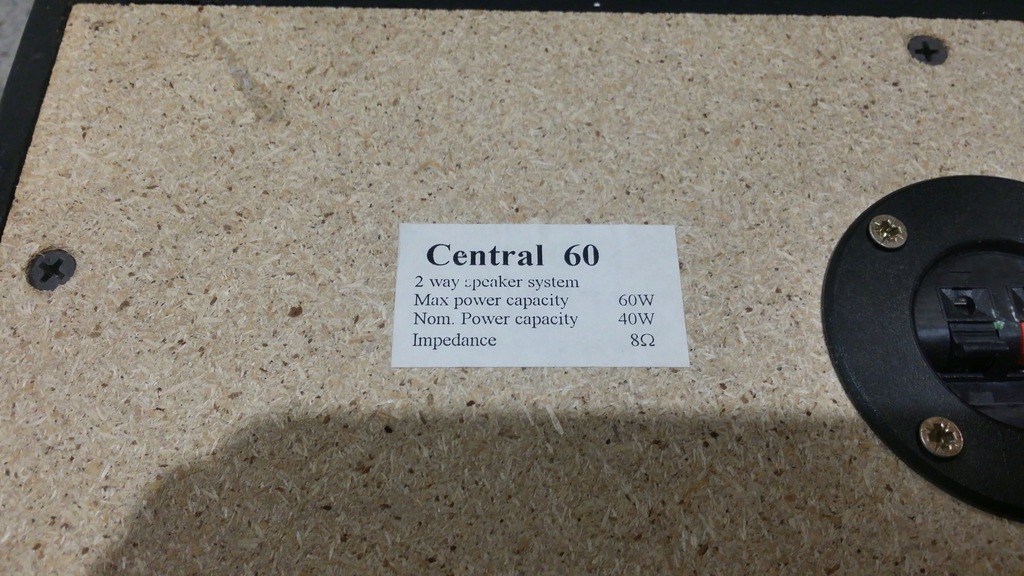 Central 60
2 way speaker system
Max power capacity 60W
Nom. Power capacity 40W
Impedance 8Ω